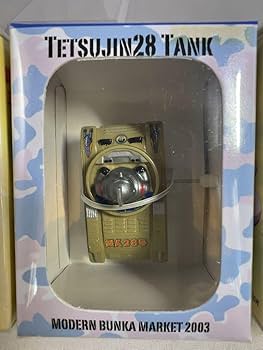 TETSUJIN28 TANK
MODERN BUNKA MARKET 2003